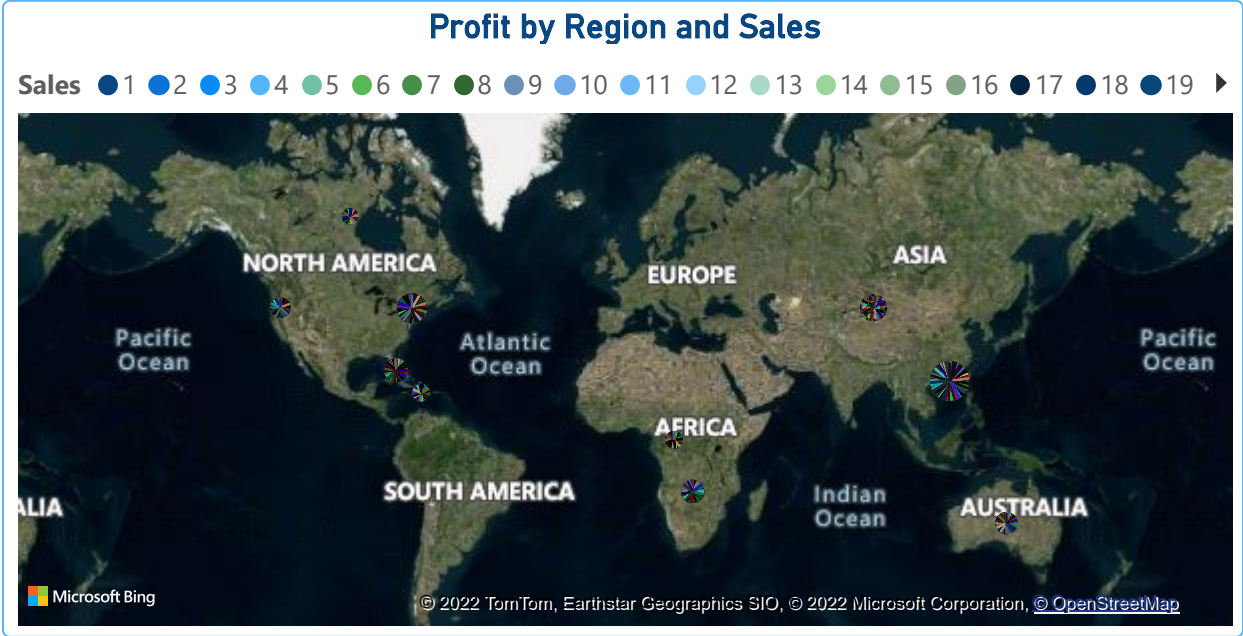 Profit by Region and Sales
Sales 1 2 3 4 5 6 7 8 9 10 11 12 13 14 15 16 17 18 19
NORTH AMERICA
ASIA
EUROPE
Pacific
Ocean
Atlantic
Ocean
Pacific
Ocean
AFRICA
SOUTH AMERICA
Indian
Ocean
ALIA
AUSTRALIA
Microsoft Bing
© 2022 TomTom, Earthstar Geographics SIO, © 2022 Microsoft Corporation, © OpenStreetMap